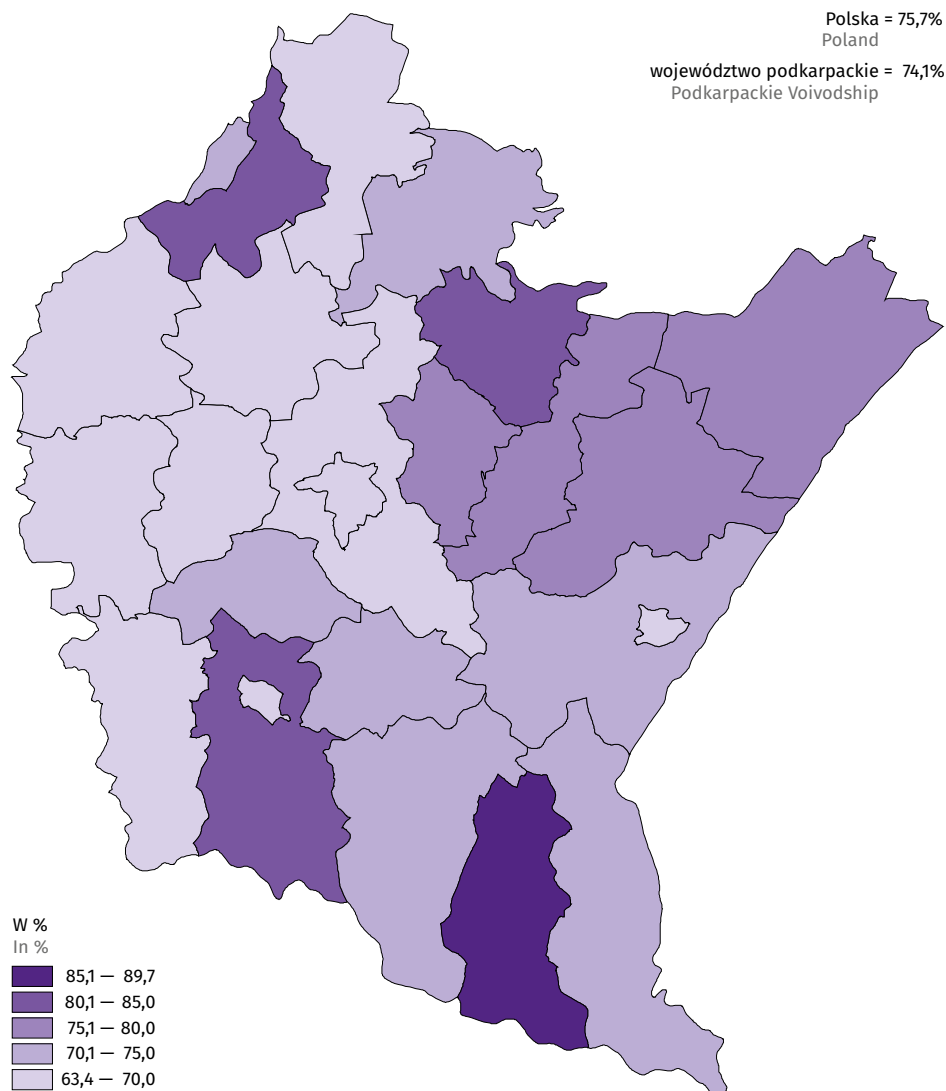 Polska = 75,7%
Poland
województwo podkarpackie = 74,1%
Podkarpackie Voivodship
W %
In %
85,1 — 89,7
80,1 — 85,0
75,1 — 80,0
70,1 — 75,0
63,4 — 70,0